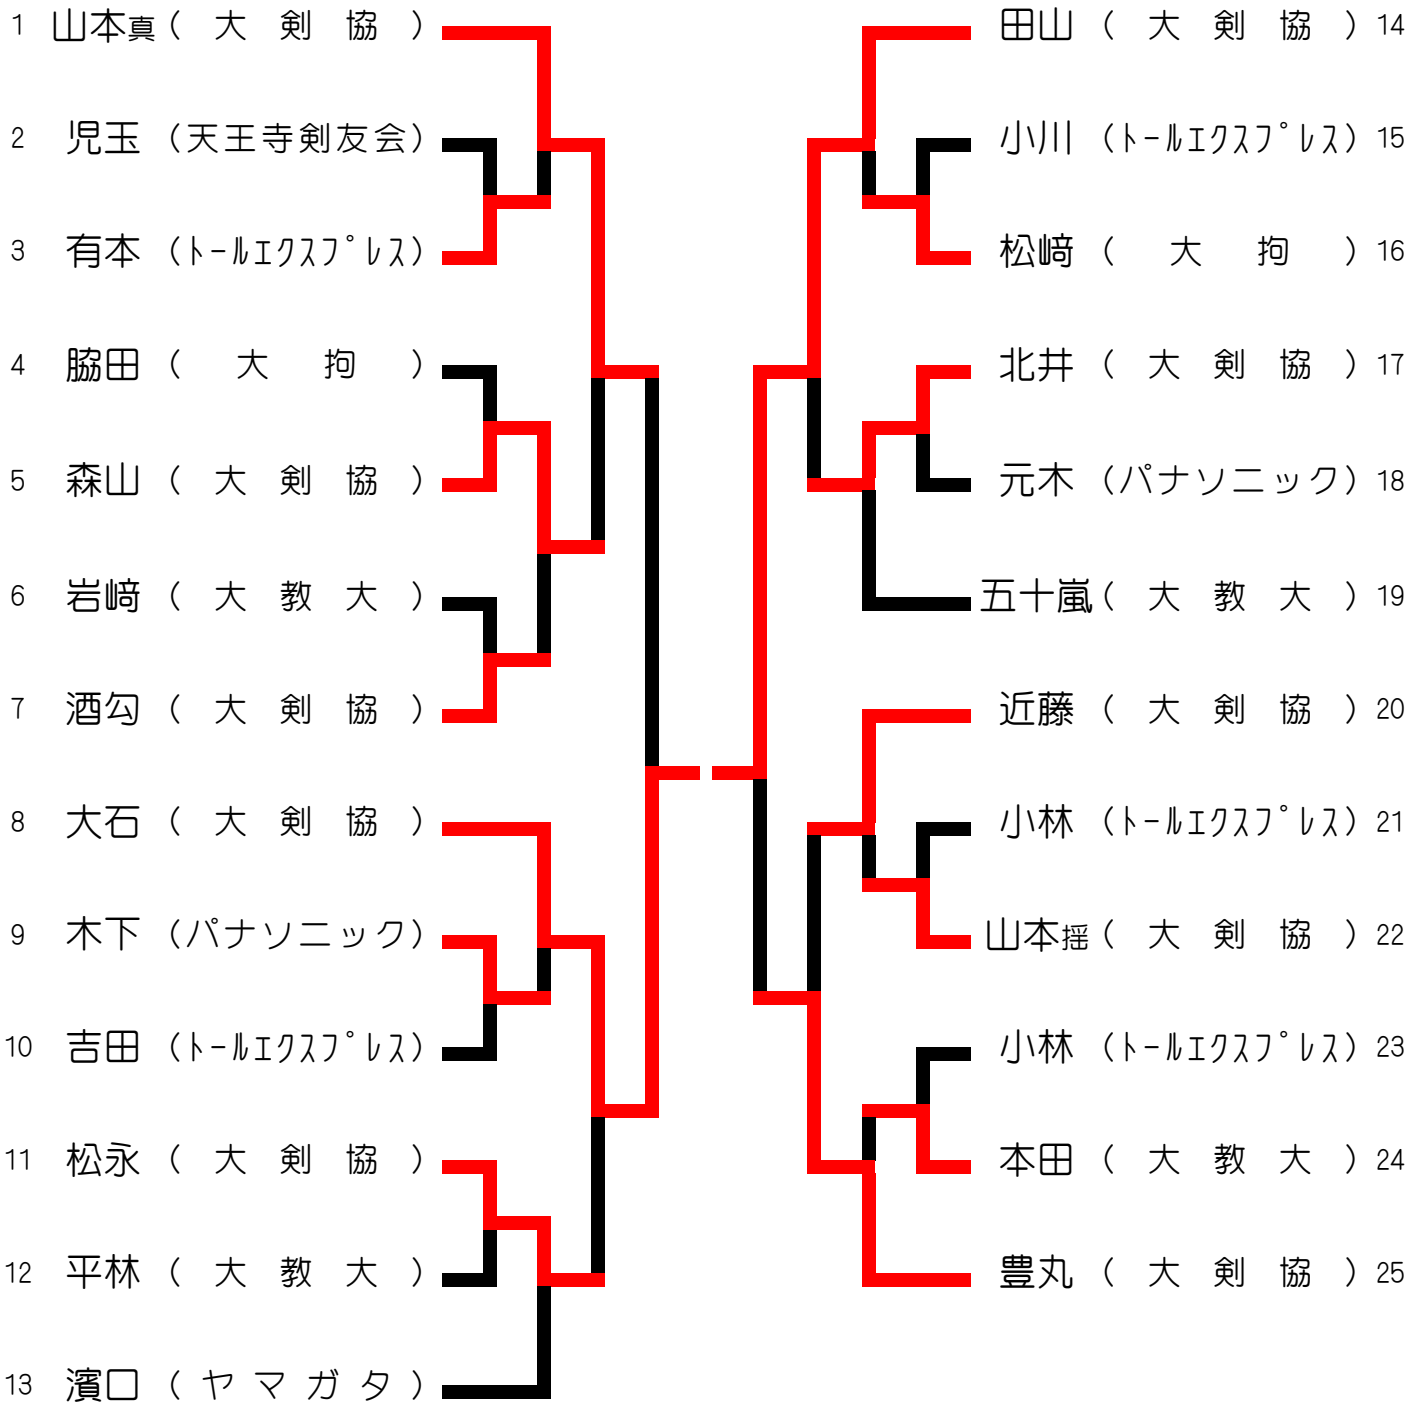 1 山本真 ( 大 剣 協 )
2 児玉 (天王寺剣友会)
3 有本 (ﾄｰﾙｴｸｽﾌﾟﾚｽ)
4 脇田 ( 大 拘 )
5 森山 ( 大 剣 協 )
6 岩﨑 ( 大 教 大 )
7 酒勾 ( 大 剣 協 )
8 大石 ( 大 剣 協 )
9 木下 (パナソニック)
10 吉田 (ﾄｰﾙｴｸｽﾌﾟﾚｽ)
11 松永 ( 大 剣 協 )
12 平林 ( 大 教 大 )
13 濱口 ( ヤ マ ガ タ )
田山 ( 大 剣 協 ) 14
小川 (ﾄｰﾙｴｸｽﾌﾟﾚｽ) 15
松﨑 ( 大 拘 ) 16
北井 ( 大 剣 協 ) 17
元木 (パナソニック) 18
五十嵐 ( 大 教 大 ) 19
近藤 ( 大 剣 協 ) 20
小林 (ﾄｰﾙｴｸｽﾌﾟﾚｽ) 21
山本揺 ( 大 剣 協 ) 22
小林 (ﾄｰﾙｴｸｽﾌﾟﾚｽ) 23
本田 ( 大 教 大 ) 24
豊丸 ( 大 剣 協 ) 25